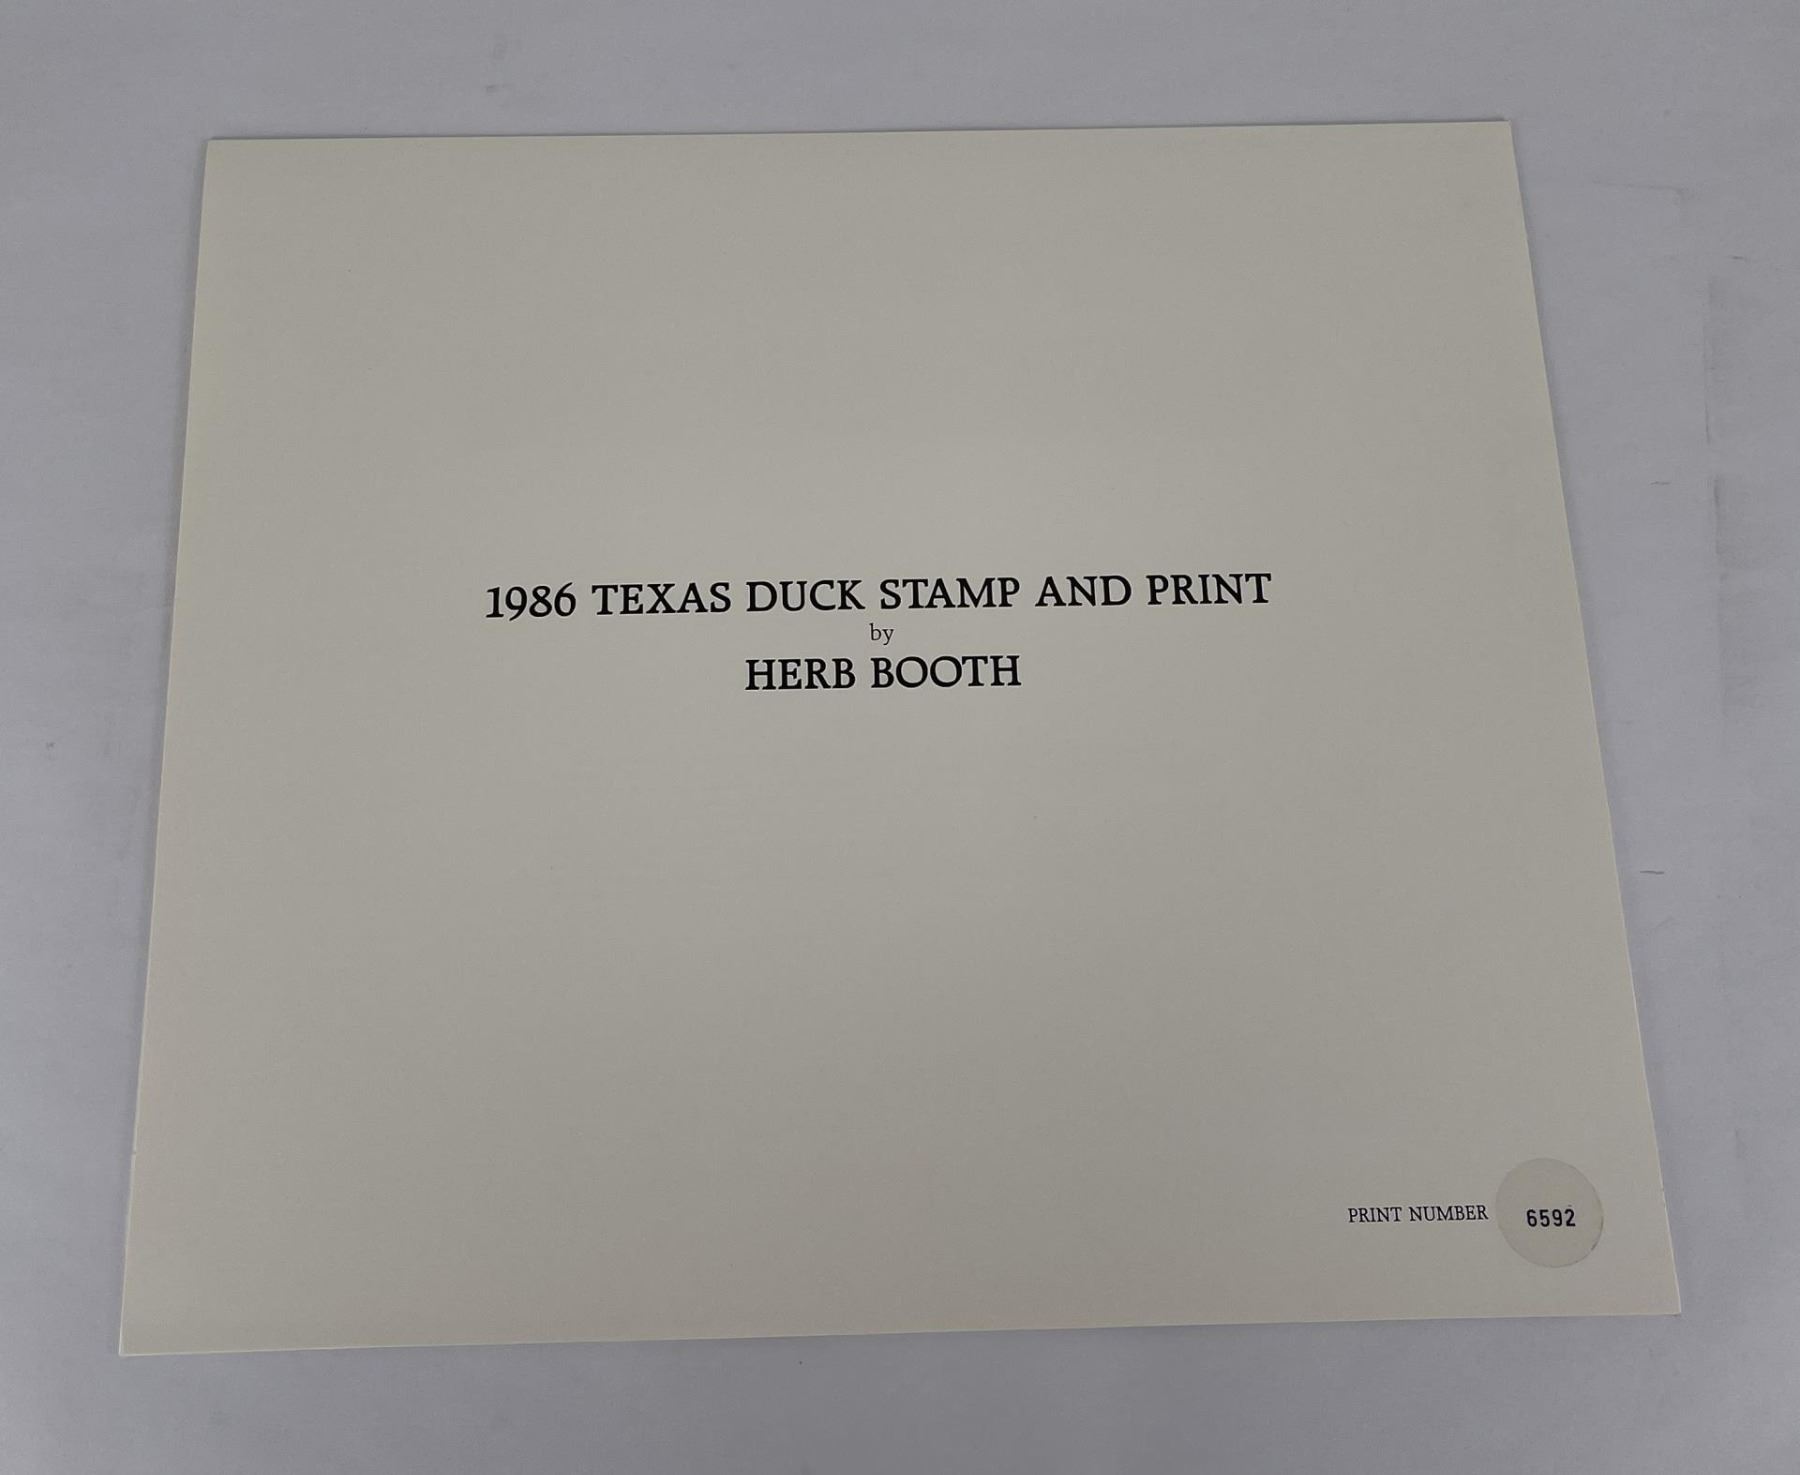 1986 TEXAS DUCK STAMP AND PRINT
by
HERB BOOTH
PRINT NUMBER 6592